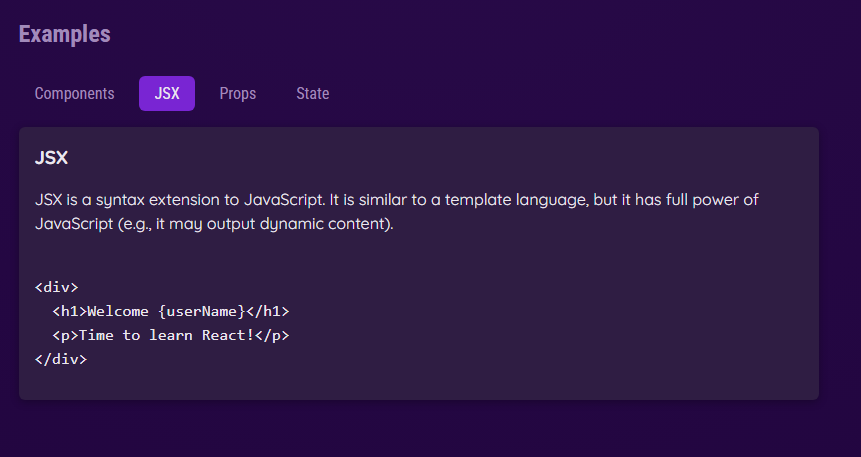 Examples
Components JSX Props State
JSX
JSX is a syntax extension to JavaScript. It is similar to a template language, but it has full power of
JavaScript (e.g., it may output dynamic content).
<div>
  <h1>Welcome {userName}</h1>
  <p>Time to learn React!</p>
</div>